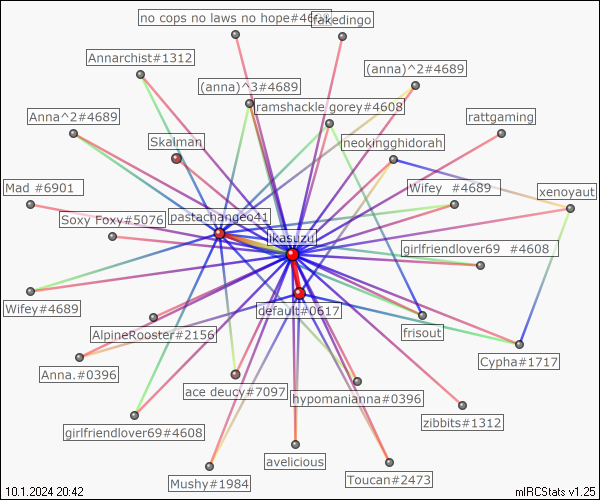 no cops no laws no hope#4689
fakedingo
Annarchist#1312
(anna)^2#4689
(anna)^3#4689
ramshackle gorey#4608
Anna^2#4689
rattgaming
Skalman
neokingghidorah
Mad #6901
Wifey #4689
xenoyaut
Soxy Foxy#5076
pastachange41
ikasuzu
girlfriendlover69 #4608
Wifey#4689
default#0617
AlpineRooster#2156
frisout
Cypha#1717
Anna.#0396
ace deucy#7097
hypomanianna#0396
zibbits#1312
girlfriendlover69#4608
avelicious
Mushy#1984
Toucan#2473
10.1.2024 20:42
mIRCStats v1.25